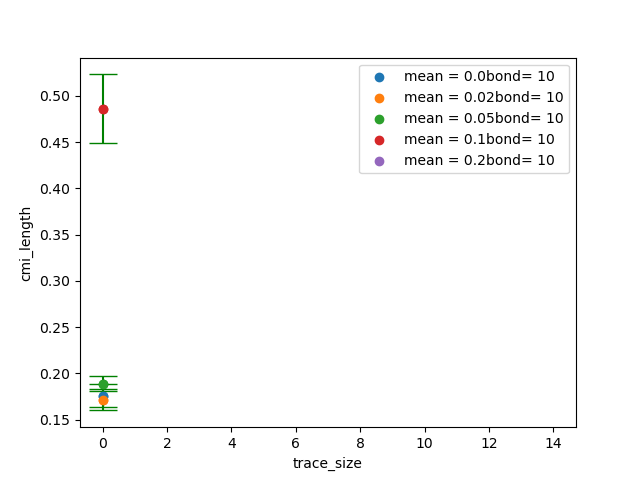 mean = 0.0bond= 10
mean = 0.02bond= 10
mean = 0.05bond= 10
mean = 0.1bond= 10
mean = 0.2bond= 10
cmi_length
0.50
0.45
0.40
0.35
0.30
0.25
0.20
0.15
0 2 4 6 8 10 12 14
trace_size